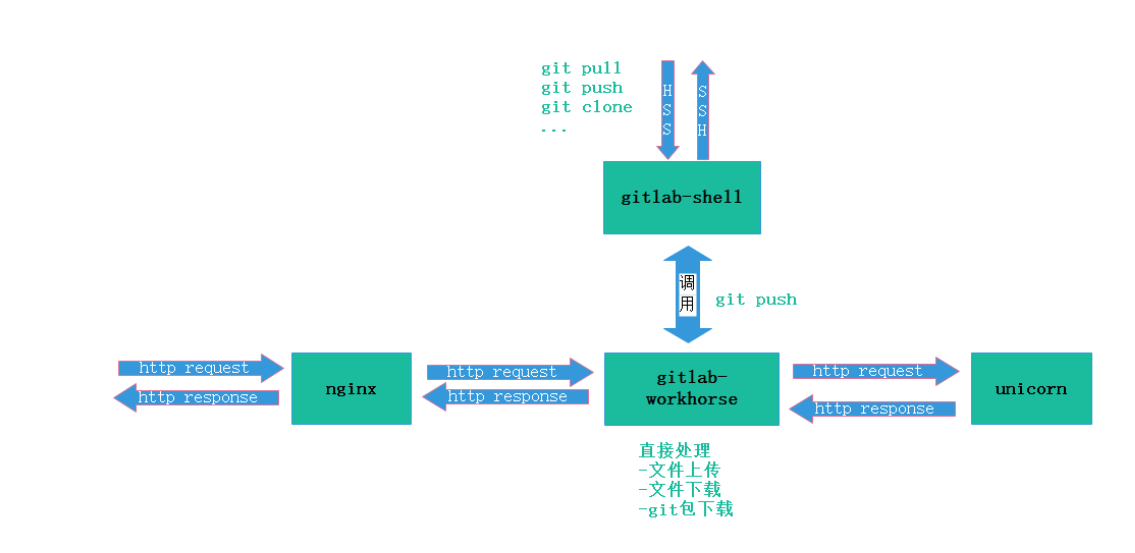 git pull
git push
git clone
...
HSS
SSH
gitlab-shell
调用
git push
http request
http response
nginx
http request
http response
gitlab-
workhorse
http request
http response
unicorn
直接处理
-文件上传
-文件下载
-git包下载